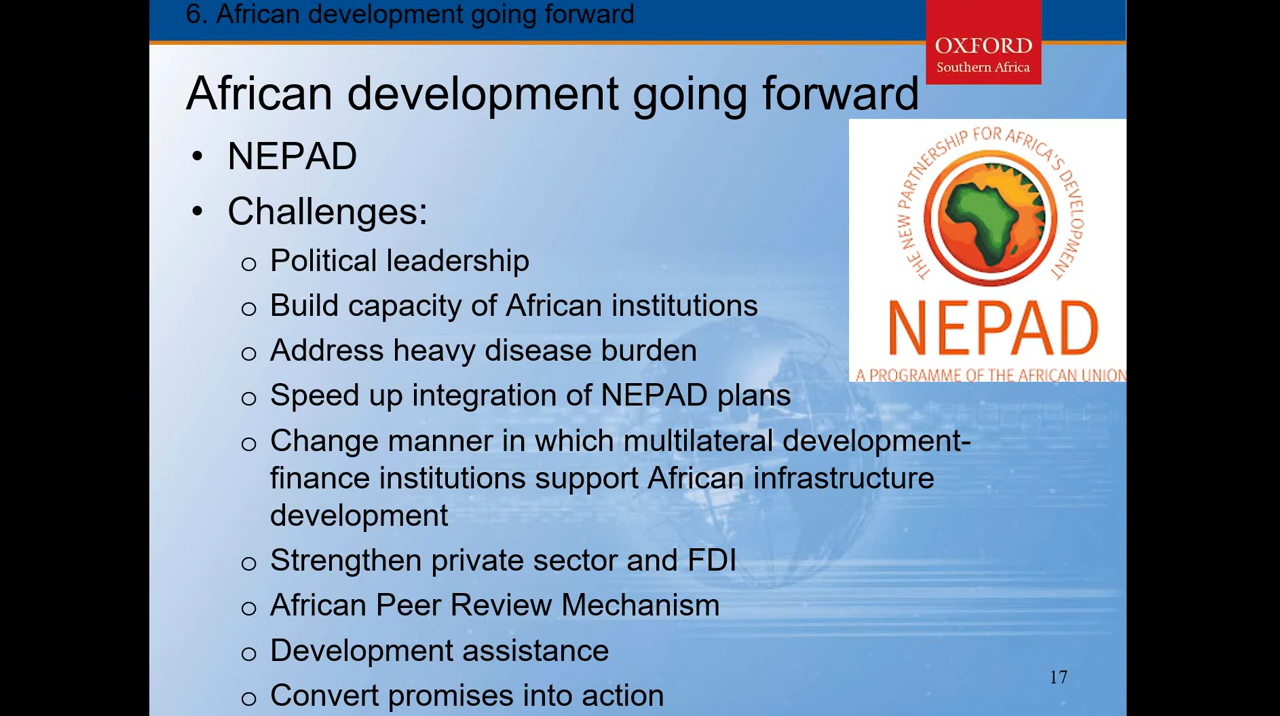 6. African development going forward
OXFORD
Southern Africa
African development going forward
• NEPAD
• Challenges:
o Political leadership
o Build capacity of African institutions
o Address heavy disease burden
o Speed up integration of NEPAD plans
o Change manner in which multilateral development-
finance institutions support African infrastructure
development
o Strengthen private sector and FDI
o African Peer Review Mechanism
o Development assistance
o Convert promises into action
THE NEW PARTNERSHIP FOR AFRICA'S DEVELOPMENT
NEPAD
A PROGRAMME OF THE AFRICAN UNION
17